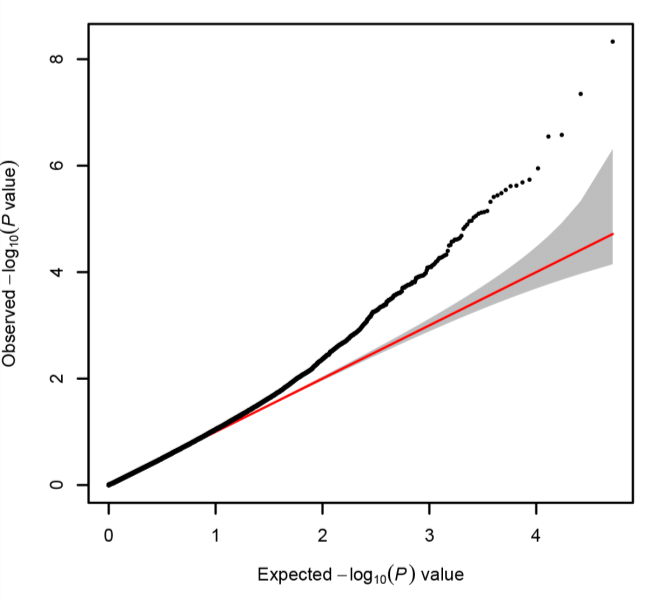 Observed −log₁₀(P value)
8
6
4
2
0
0 1 2 3 4
Expected −log₁₀(P) value